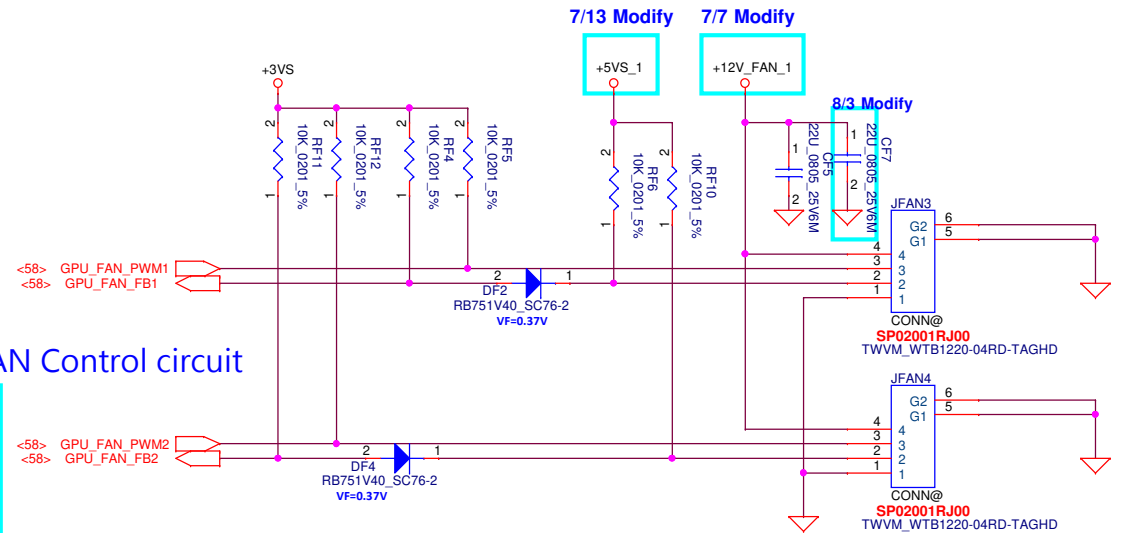 7/13 Modify
7/7 Modify
+3VS
+5VS_1
+12V_FAN_1
8/3 Modify
2
RF11
10K_0201_5%
1
2
RF12
10K_0201_5%
1
2
RF4
10K_0201_5%
1
2
RF5
10K_0201_5%
1
2
RF6
10K_0201_5%
1
2
RF10
10K_0201_5%
1
1
CF5
22U_0805_25V6M
2
1
CF7
22U_0805_25V6M
2
JFAN3
G2 6
G1 5
4 4
3 3
2 2
1 1
CONN@
SP02001RJ00
TWVM_WTB1220-04RD-TAGHD
<58> GPU_FAN_PWM1
<58> GPU_FAN_FB1
2 1
DF2
RB751V40_SC76-2
VF=0.37V
AN Control circuit
JFAN4
G2 6
G1 5
4 4
3 3
2 2
1 1
CONN@
SP02001RJ00
TWVM_WTB1220-04RD-TAGHD
<58> GPU_FAN_PWM2
<58> GPU_FAN_FB2
2 1
DF4
RB751V40_SC76-2
VF=0.37V